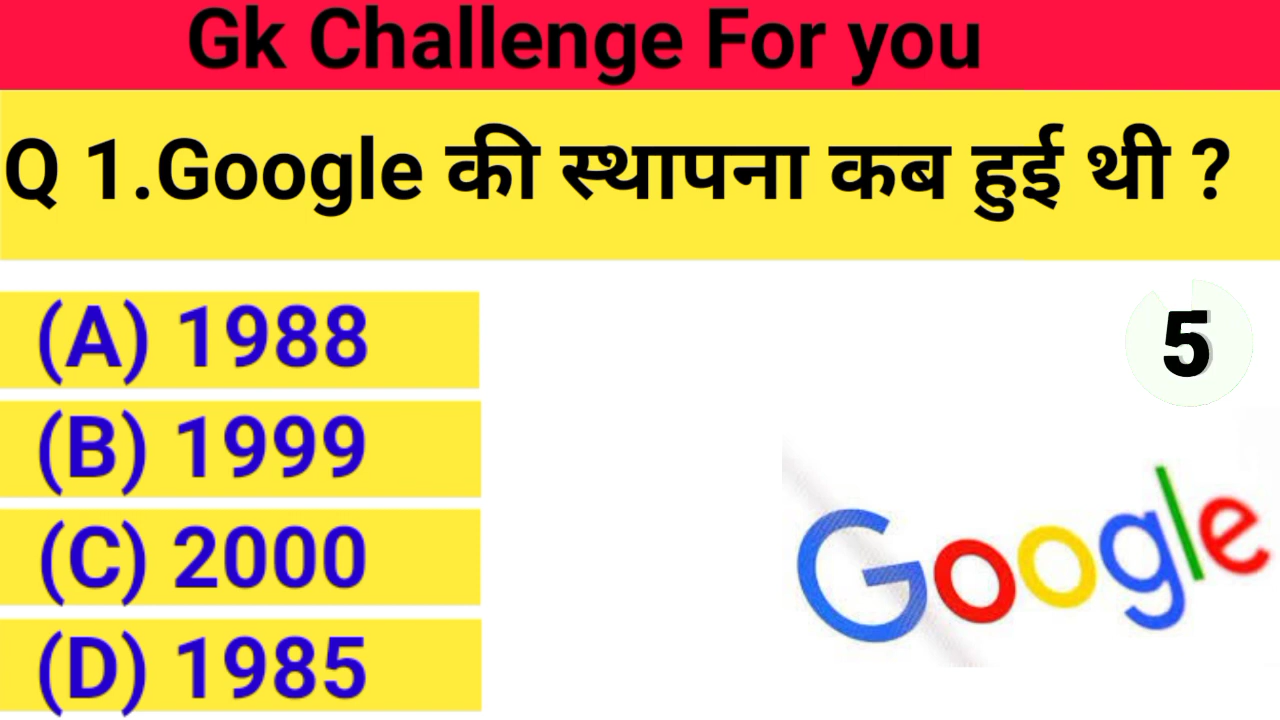 Gk Challenge For you
Q 1.Google की स्थापना कब हुई थी ?
(A) 1988
5
(B) 1999
(C) 2000
Google
(D) 1985